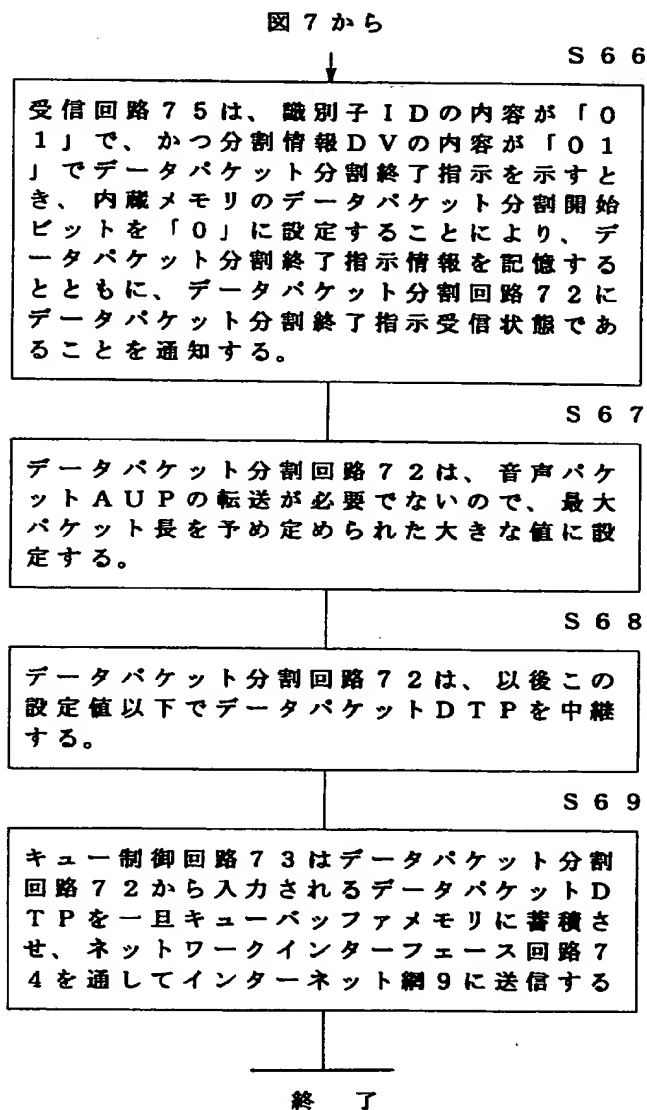 図7から
S66
受信回路75は、識別子IDの内容が「0
1」で、かつ分割情報DVの内容が「01
」でデータパケット分割終了指示を示すと
き、内蔵メモリのデータパケット分割開始
ビットを「0」に設定することにより、デ
ータパケット分割終了指示情報を記憶する
とともに、データパケット分割回路72に
データパケット分割終了指示受信状態であ
ることを通知する。
S67
データパケット分割回路72は、音声パケ
ットAUPの転送が必要でないので、最大
パケット長を予め定められた大きな値に設
定する。
S68
データパケット分割回路72は、以後この
設定値以下でデータパケットDTPを中継
する。
S69
キュー制御回路73はデータパケット分割
回路72から入力されるデータパケットD
TPを一旦キューバッファメモリに蓄積さ
せ、ネットワークインターフェース回路7
4を通してインターネット網9に送信する
終 了